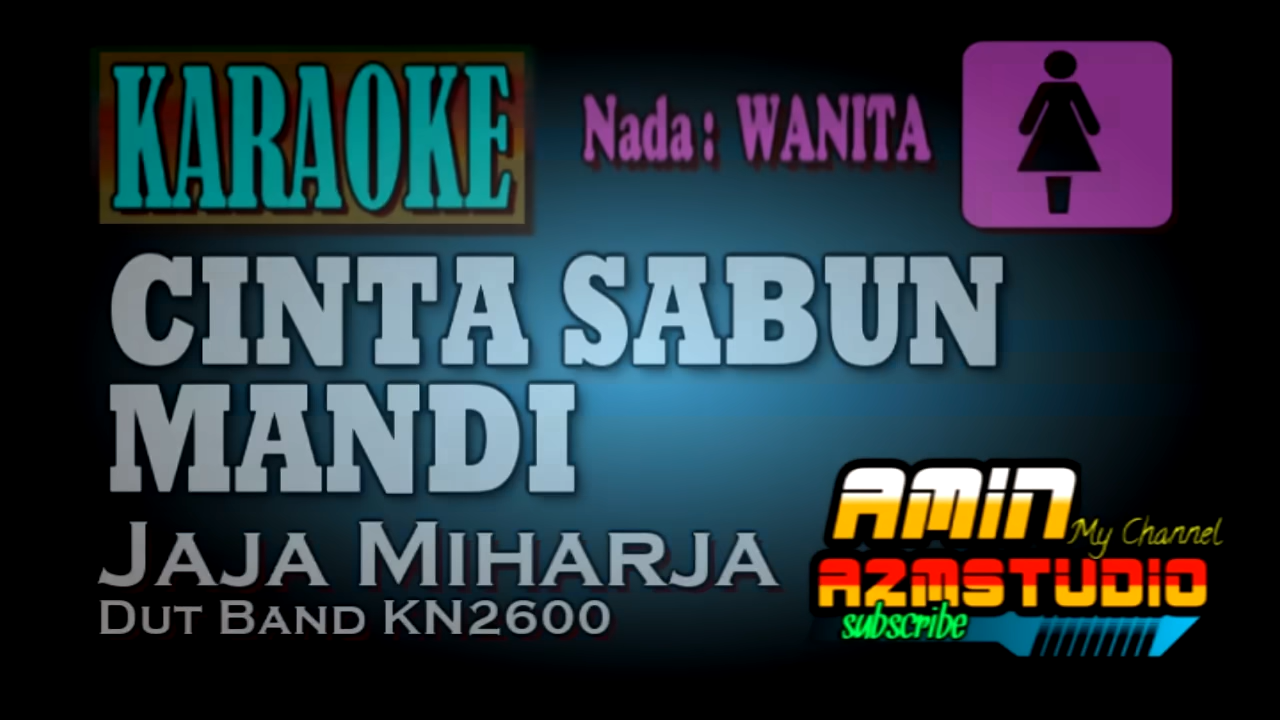 KARAOKE
Nada : WANITA
CINTA SABUN
MANDI
JAJA MIHARJA
DUT BAND KN2600
AMIN
My Channel
AZMSTUDIO
subscribe